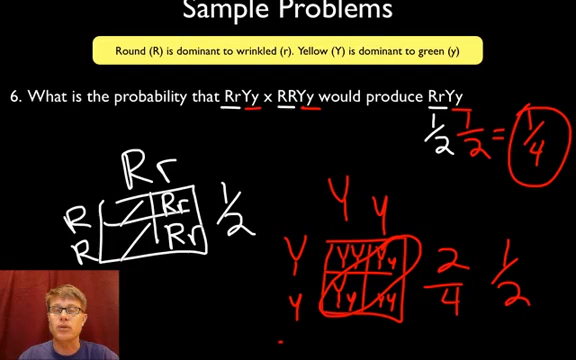 Sample Problems
Round (R) is dominant to wrinkled (r). Yellow (Y) is dominant to green (y)
6. What is the probability that RrYy x RRYy would produce RrYy
1/2 1/2 = 1/4
R r
R Rr
R Rr
1/2
Y y
Y YY Yy
y Yy yy
2/4 1/2